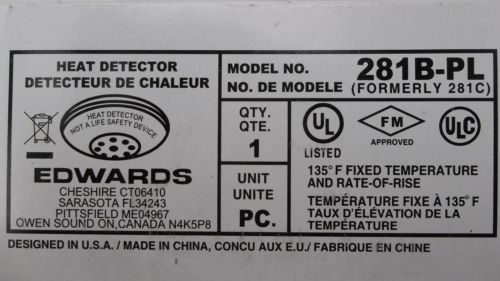 HEAT DETECTOR
DETECTEUR DE CHALEUR
HEAT DETECTOR
NOT A LIFE SAFETY DEVICE
EDWARDS
CHESHIRE CT06410
SARASOTA FL34243
PITTSFIELD ME04967
OWEN SOUND ON,CANADA N4K5P8
MODEL NO. 281B-PL
NO. DE MODELE (FORMERLY 281C)
QTY.
QTE.
1
UNIT
UNITE
PC.
UL
LISTED
FM
APPROVED
ULC
135°F FIXED TEMPERATURE
AND RATE-OF-RISE
TEMPÉRATURE FIXE À 135°F
TAUX D'ÉLÉVATION DE LA
TEMPÉRATURE
DESIGNED IN U.S.A. / MADE IN CHINA, CONCU AUX E.U./ FABRIQUE EN CHINE